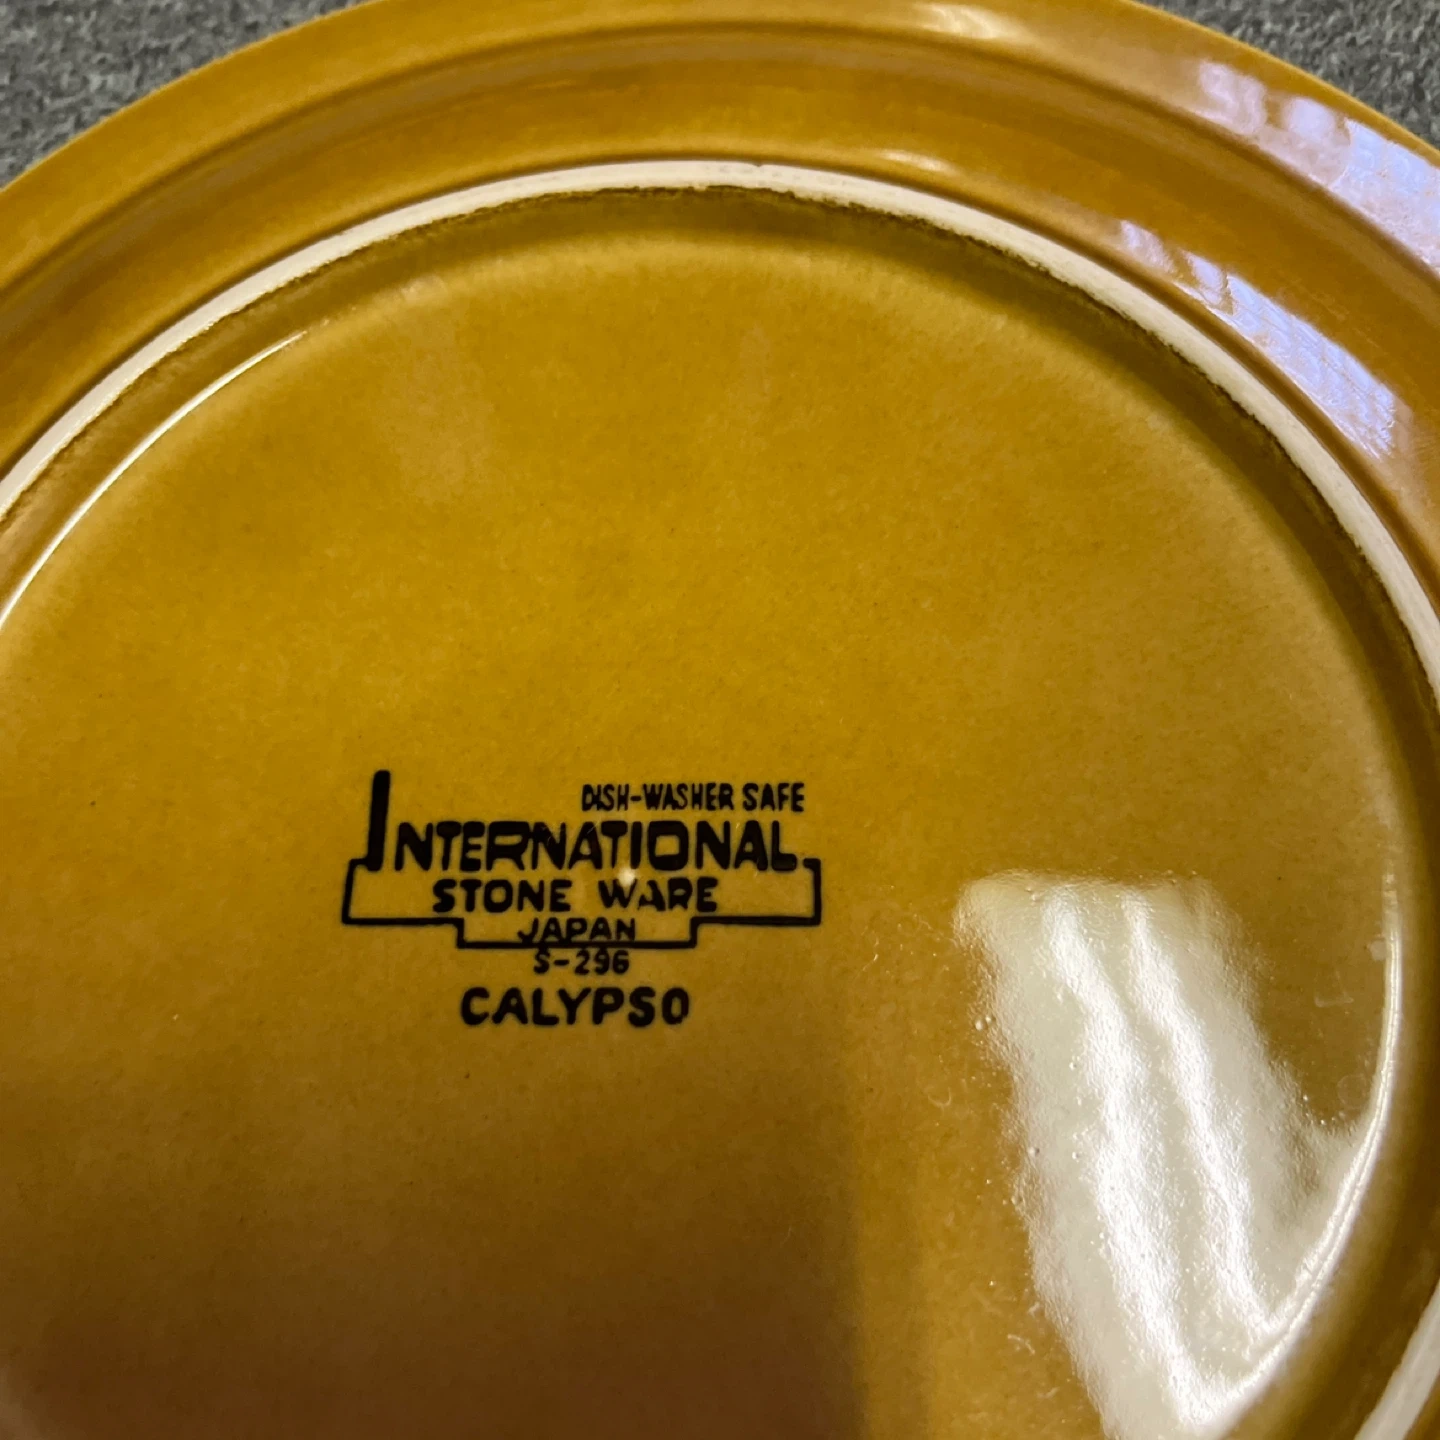 DISH-WASHER SAFE
INTERNATIONAL
STONE WARE
JAPAN
S-296
CALYPSO